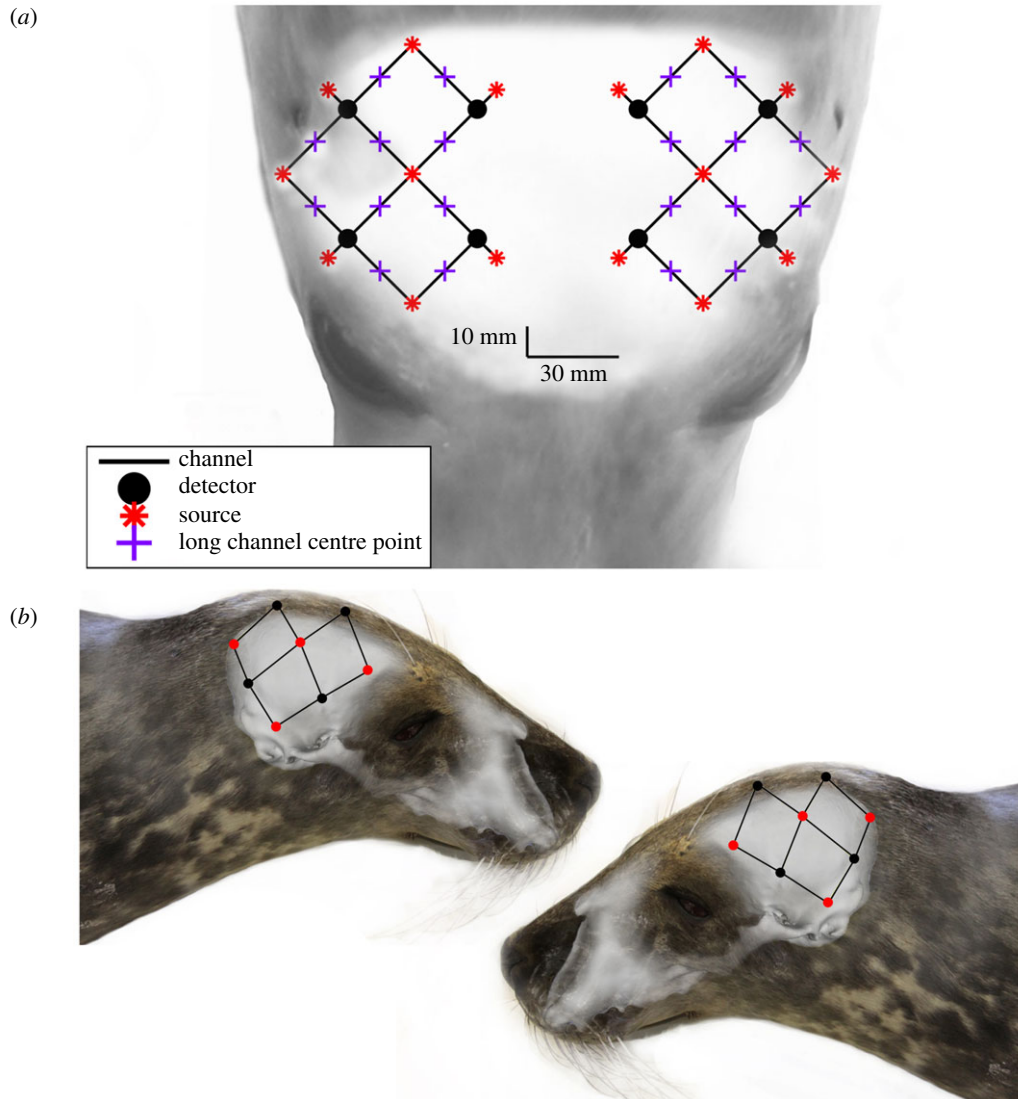 (a)
10 mm
30 mm
channel
detector
source
long channel centre point
(b)